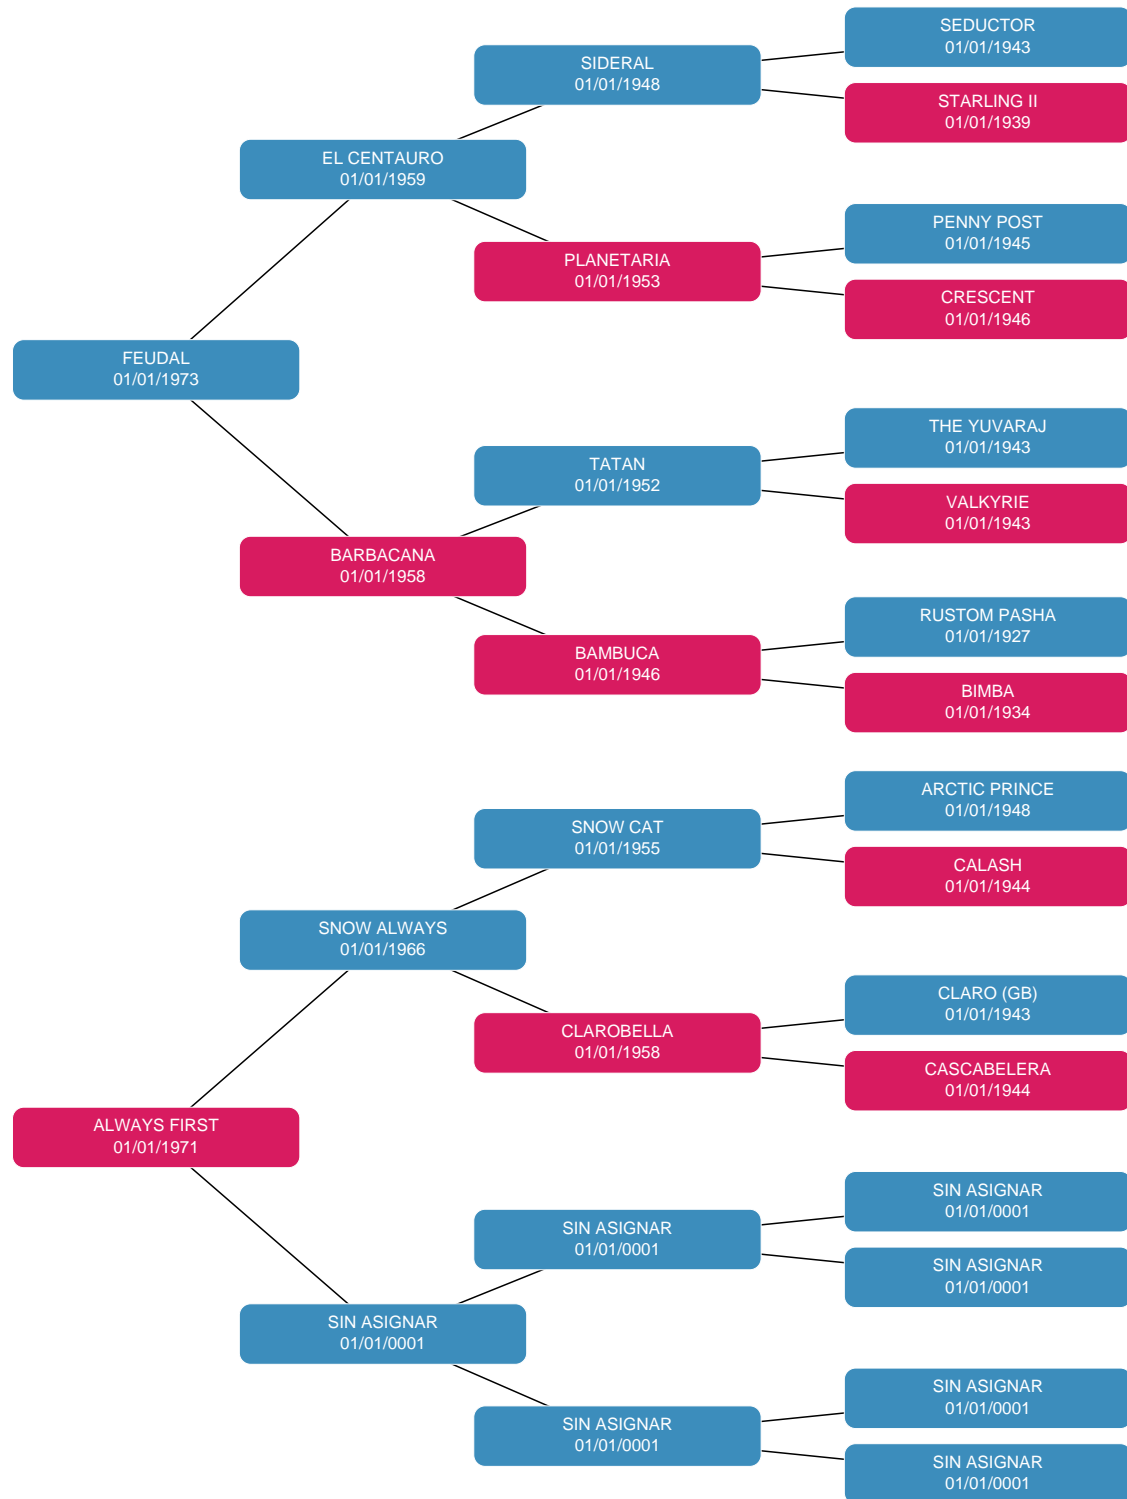 SEDUCTOR
01/01/1943
SIDERAL
01/01/1948
STARLING II
01/01/1939
EL CENTAURO
01/01/1959
PENNY POST
01/01/1945
PLANETARIA
01/01/1953
CRESCENT
01/01/1946
FEUDAL
01/01/1973
THE YUVARAJ
01/01/1943
TATAN
01/01/1952
VALKYRIE
01/01/1943
BARBACANA
01/01/1958
RUSTOM PASHA
01/01/1927
BAMBUCA
01/01/1946
BIMBA
01/01/1934
ARCTIC PRINCE
01/01/1948
SNOW CAT
01/01/1955
CALASH
01/01/1944
SNOW ALWAYS
01/01/1966
CLARO (GB)
01/01/1943
CLAROBELLA
01/01/1958
CASCABELERA
01/01/1944
ALWAYS FIRST
01/01/1971
SIN ASIGNAR
01/01/0001
SIN ASIGNAR
01/01/0001
SIN ASIGNAR
01/01/0001
SIN ASIGNAR
01/01/0001
SIN ASIGNAR
01/01/0001
SIN ASIGNAR
01/01/0001
SIN ASIGNAR
01/01/0001